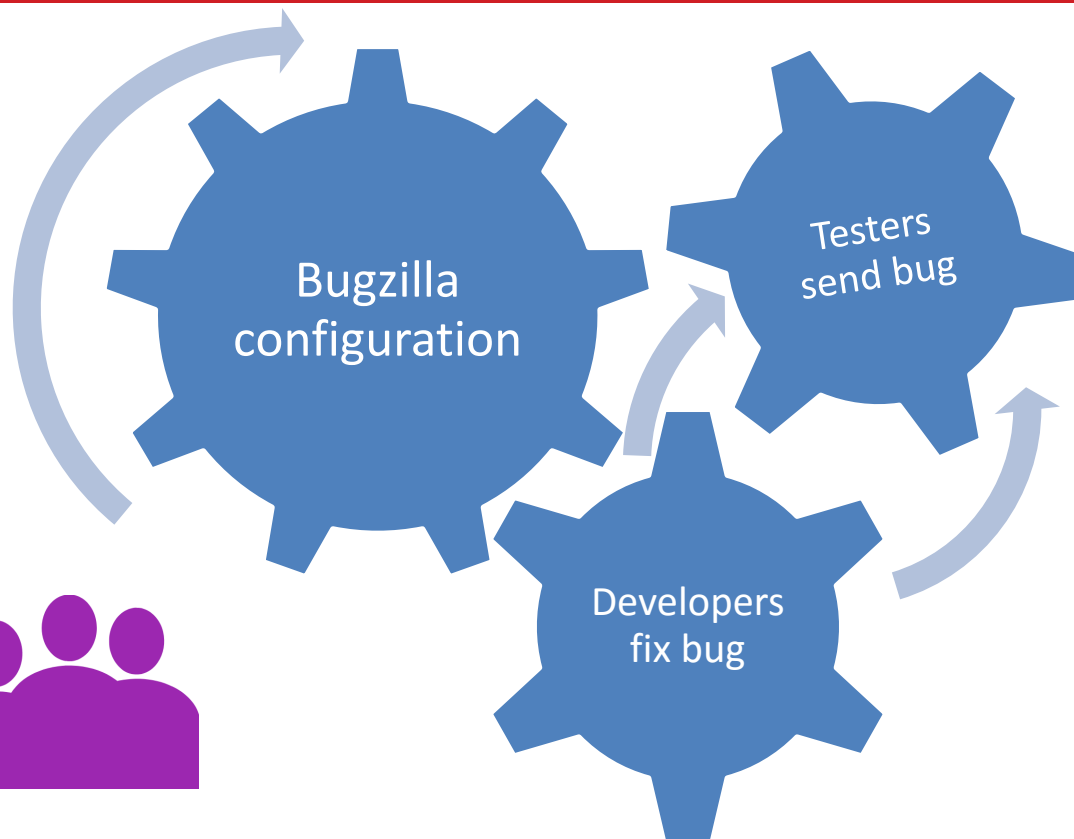 Bugzilla
configuration
Testers
send bug
Developers
fix bug